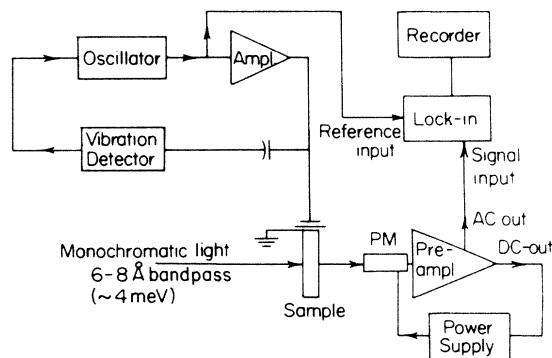 Oscillator
Ampl.
Recorder
Lock-in
Reference
input
Signal
input
Vibration
Detector
AC out
DC-out
PM
Pre-
ampl
Monochromatic light
6-8 Å bandpass
(~4 meV)
Sample
Power
Supply